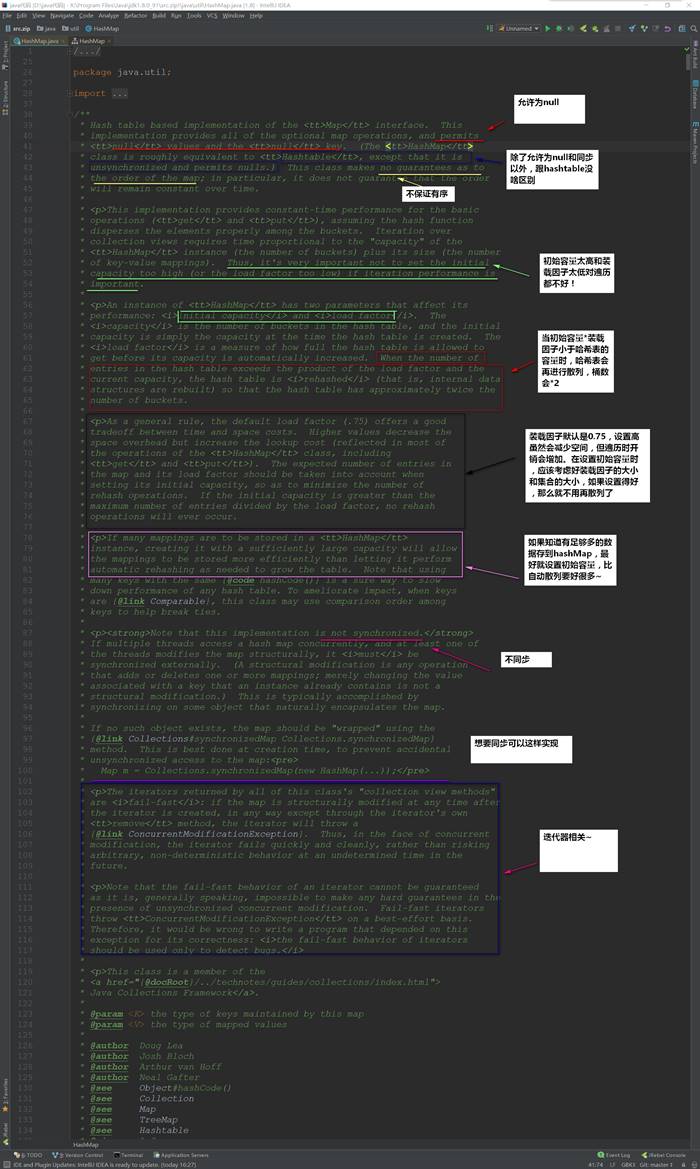 java代码 [D:\java代码] - X:\Program Files\Java\jdk1.8.0_91\src.zip!\java\util\HashMap.java [1.8] - IntelliJ IDEA
File Edit View Navigate Code Analyze Refactor Build Run Tools VCS Window Help
src.zip java util HashMap
Unnamed
HashMap.java HashMap
1 /.../
25
26 package java.util;
27
28 import ...
37
38 /**
39 * Hash table based implementation of the <tt>Map</tt> interface. This
40 * implementation provides all of the optional map operations, and permits
允许为null
41 * <tt>null</tt> values and the <tt>null</tt> key. (The <tt>HashMap</tt>
42 * class is roughly equivalent to <tt>Hashtable</tt>, except that it is
43 * unsynchronized and permits nulls.) This class makes no guarantees as to
44 * the order of the map; in particular, it does not guarantee that the order
45 * will remain constant over time.
除了允许为null和同步
以外，跟hashtable没
啥区别
不保证有序
46 *
47 * <p>This implementation provides constant-time performance for the basic
48 * operations (<tt>get</tt> and <tt>put</tt>), assuming the hash function
49 * disperses the elements properly among the buckets. Iteration over
50 * collection views requires time proportional to the "capacity" of the
51 * <tt>HashMap</tt> instance (the number of buckets) plus its size (the number
52 * of key-value mappings). Thus, it's very important not to set the initial
53 * capacity too high (or the load factor too low) if iteration performance is
54 * important.
初始容量太高和装
载因子太低对遍历
都不好！
55 *
56 * <p>An instance of <tt>HashMap</tt> has two parameters that affect its
57 * performance: <i>initial capacity</i> and <i>load factor</i>. The
58 * <i>capacity</i> is the number of buckets in the hash table, and the initial
59 * capacity is simply the capacity at the time the hash table is created. The
60 * <i>load factor</i> is a measure of how full the hash table is allowed to
61 * get before its capacity is automatically increased. When the number of
62 * entries in the hash table exceeds the product of the load factor and the
63 * current capacity, the hash table is <i>rehashed</i> (that is, internal data
64 * structures are rebuilt) so that the hash table has approximately twice the
65 * number of buckets.
当初始容量*装载
因子小于哈希表的
容量时，哈希表会
再进行散列，桶数
会*2
66 *
67 * <p>As a general rule, the default load factor (.75) offers a good
68 * tradeoff between time and space costs. Higher values decrease the
69 * space overhead but increase the lookup cost (reflected in most of
70 * the operations of the <tt>HashMap</tt> class, including
71 * <tt>get</tt> and <tt>put</tt>). The expected number of entries in
72 * the map and its load factor should be taken into account when
73 * setting its initial capacity, so as to minimize the number of
74 * rehash operations. If the initial capacity is greater than the
75 * maximum number of entries divided by the load factor, no rehash
76 * operations will ever occur.
装载因子默认是0.75，设置高
虽然会减少空间，但遍历时开
销会增加。在设置初始容量时
，应该考虑好装载因子的大小
和集合的大小，如果设置得好
，那么就不用再散列了
77 *
78 * <p>If many mappings are to be stored in a <tt>HashMap</tt>
79 * instance, creating it with a sufficiently large capacity will allow
80 * the mappings to be stored more efficiently than letting it perform
81 * automatic rehashing as needed to grow the table. Note that using
82 * many keys with the same {@code hashCode()} is a sure way to slow
83 * down performance of any hash table. To ameliorate impact, when keys
84 * are {@link Comparable}, this class may use comparison order among
85 * keys to help break ties.
如果知道有足够多的数
据存到hashMap，最
好就设置初始容量，比
自动散列要好很多~
86 *
87 * <p><strong>Note that this implementation is not synchronized.</strong>
88 * If multiple threads access a hash map concurrently, and at least one of
89 * the threads modifies the map structurally, it <i>must</i> be
90 * synchronized externally. (A structural modification is any operation
91 * that adds or deletes one or more mappings; merely changing the value
92 * associated with a key that an instance already contains is not a
93 * structural modification.) This is typically accomplished by
94 * synchronizing on some object that naturally encapsulates the map.
不同步
95 *
96 * If no such object exists, the map should be "wrapped" using the
97 * {@link Collections#synchronizedMap Collections.synchronizedMap}
98 * method. This is best done at creation time, to prevent accidental
99 * unsynchronized access to the map:<pre>
100 * Map m = Collections.synchronizedMap(new HashMap(...));</pre>
想要同步可以这样实现
101 *
102 * <p>The iterators returned by all of this class's "collection view methods"
103 * are <i>fail-fast</i>: if the map is structurally modified at any time after
104 * the iterator is created, in any way except through the iterator's own
105 * <tt>remove</tt> method, the iterator will throw a
106 * {@link ConcurrentModificationException}. Thus, in the face of concurrent
107 * modification, the iterator fails quickly and cleanly, rather than risking
108 * arbitrary, non-deterministic behavior at an undetermined time in the
109 * future.
迭代器相关~
110 *
111 * <p>Note that the fail-fast behavior of an iterator cannot be guaranteed
112 * as it is, generally speaking, impossible to make any hard guarantees in the
113 * presence of unsynchronized concurrent modification. Fail-fast iterators
114 * throw <tt>ConcurrentModificationException</tt> on a best-effort basis.
115 * Therefore, it would be wrong to write a program that depended on this
116 * exception for its correctness: <i>the fail-fast behavior of iterators
117 * should be used only to detect bugs.</i>
118 *
119 * <p>This class is a member of the
120 * <a href="{@docRoot}/../technotes/guides/collections/index.html">
121 * Java Collections Framework</a>.
122 *
123 * @param <K> the type of keys maintained by this map
124 * @param <V> the type of mapped values
125 *
126 * @author Doug Lea
127 * @author Josh Bloch
128 * @author Arthur van Hoff
129 * @author Neal Gafter
130 * @see Object#hashCode()
131 * @see Collection
132 * @see Map
133 * @see TreeMap
134 * @see Hashtable
HashMap
6: TODO 9: Version Control Terminal Application Servers Event Log JRebel Console
IDE and Plugin Updates: IntelliJ IDEA is ready to update. (today 16:27) 41:74 LF GBK Git: master
1: Project
Z: Structure
2: Favorites
JRebel
Ant Build
Database
Maven Projects